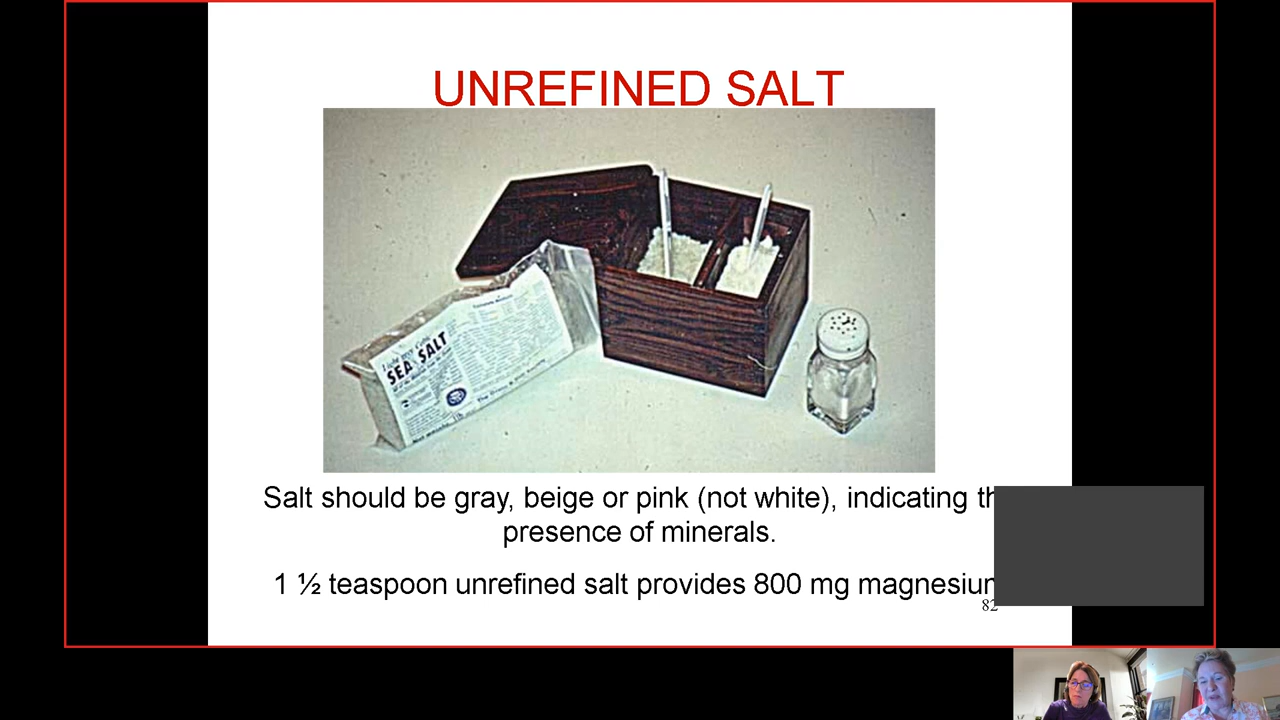 UNREFINED SALT
SEA SALT
Salt should be gray, beige or pink (not white), indicating th
presence of minerals.
1 ½ teaspoon unrefined salt provides 800 mg magnesium
82